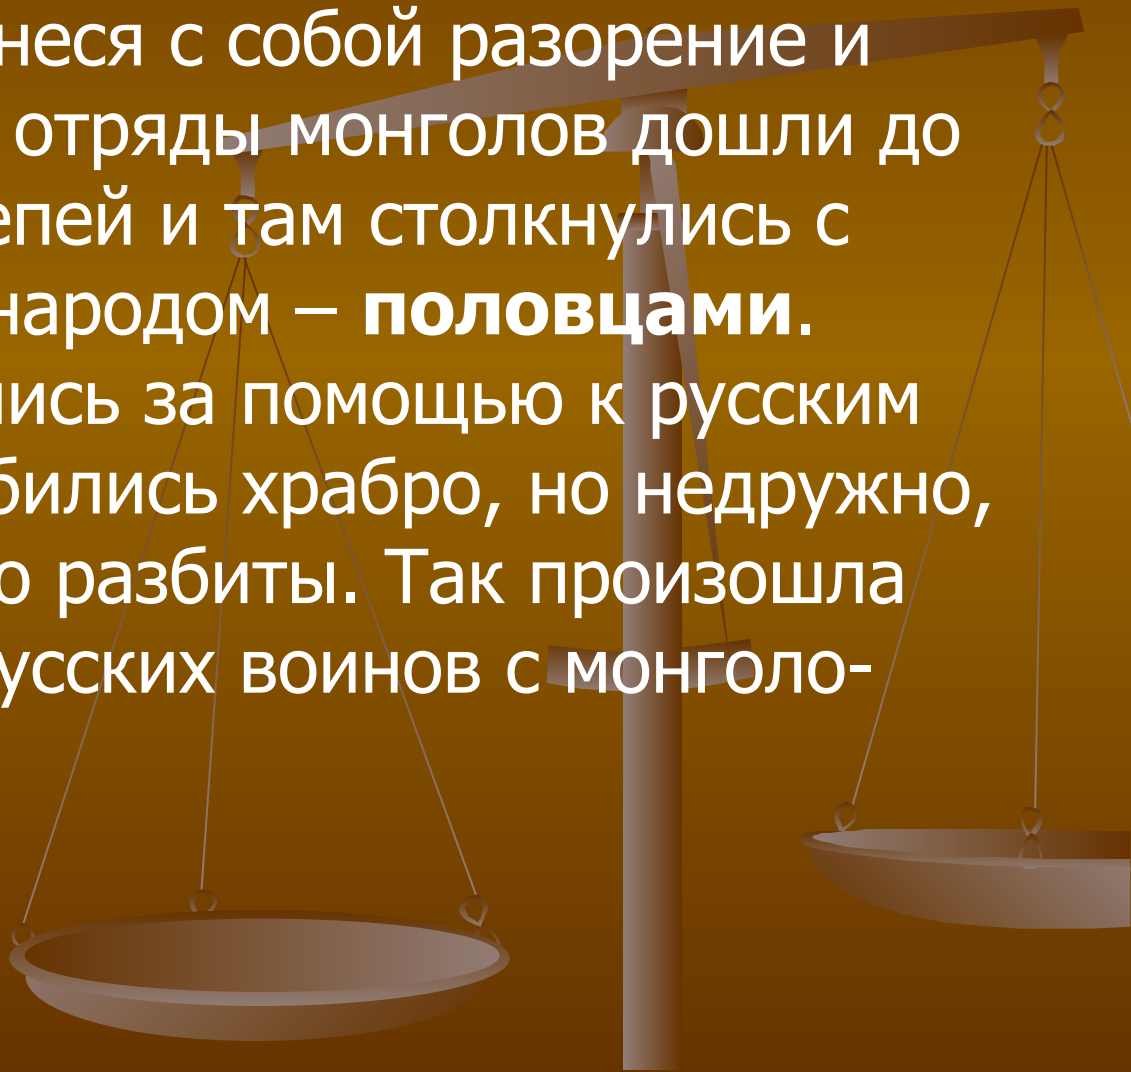 неся с собой разорение и
отряды монголов дошли до
епей и там столкнулись с
народом – половцами.
ись за помощью к русским
бились храбро, но недружно,
о разбиты. Так произошла
усских воинов с монголо-